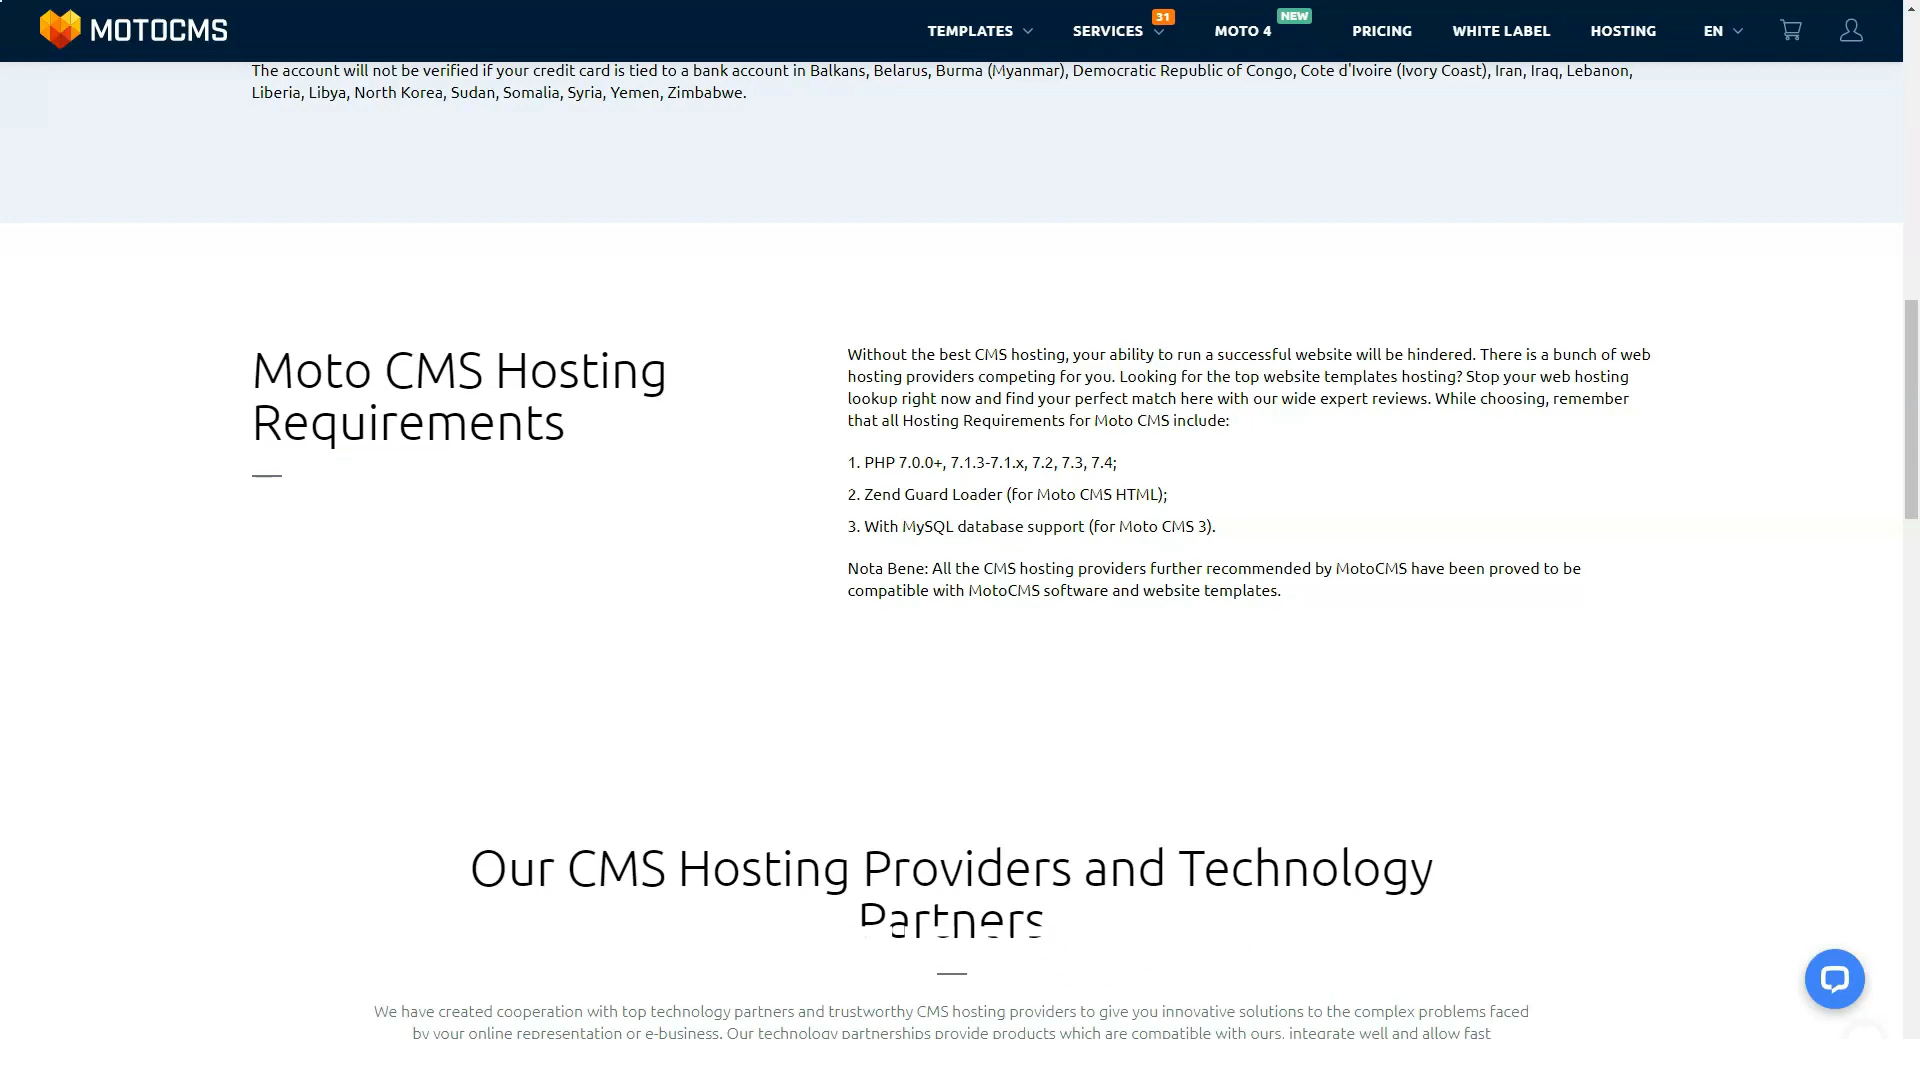 MOTOCMS
TEMPLATES SERVICES 31 MOTO 4 NEW PRICING WHITE LABEL HOSTING EN
The account will not be verified if your credit card is tied to a bank account in Balkans, Belarus, Burma (Myanmar), Democratic Republic of Congo, Cote d'Ivoire (Ivory Coast), Iran, Iraq, Lebanon,
Liberia, Libya, North Korea, Sudan, Somalia, Syria, Yemen, Zimbabwe.
Moto CMS Hosting
Requirements
Without the best CMS hosting, your ability to run a successful website will be hindered. There is a bunch of web
hosting providers competing for you. Looking for the top website templates hosting? Stop your web hosting
lookup right now and find your perfect match here with our wide expert reviews. While choosing, remember
that all Hosting Requirements for Moto CMS include:
1. PHP 7.0.0+, 7.1.3-7.1.x, 7.2, 7.3, 7.4;
2. Zend Guard Loader (for Moto CMS HTML);
3. With MySQL database support (for Moto CMS 3).
Nota Bene: All the CMS hosting providers further recommended by MotoCMS have been proved to be
compatible with MotoCMS software and website templates.
Our CMS Hosting Providers and Technology
Partners
We have created cooperation with top technology partners and trustworthy CMS hosting providers to give you innovative solutions to the complex problems faced
by your online representation or e-business. Our technology partnerships provide products which are compatible with ours, integrate well and allow fast